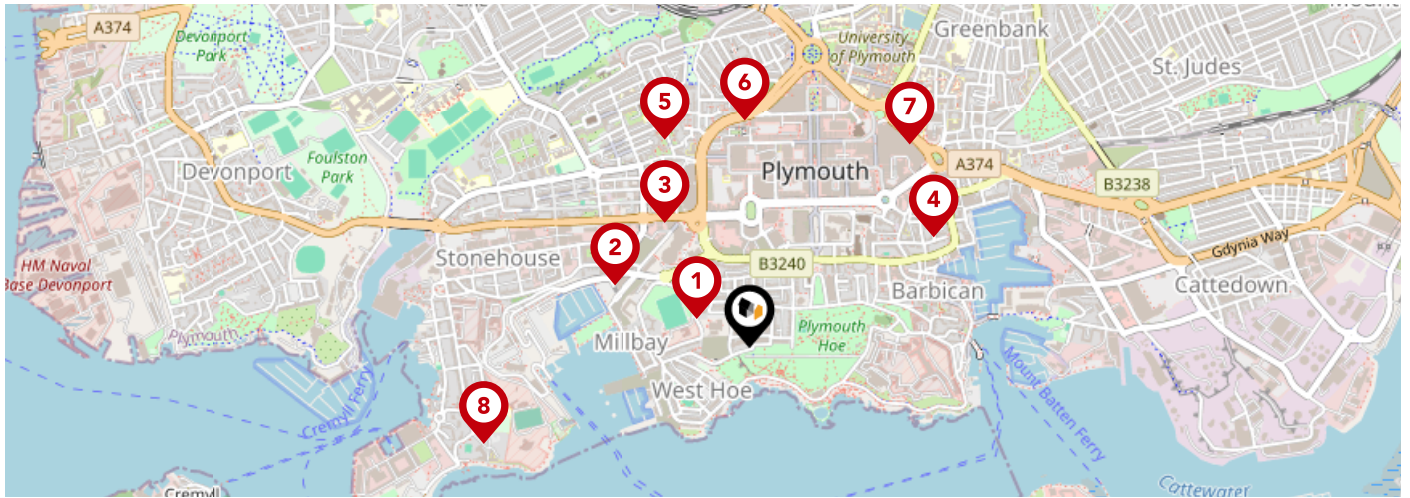 A374
Devonport
Park
University
of Plymouth
Greenbank
St. Judes
6
5
7
Foulston
Park
Devonport
Plymouth
A374
B3238
3
4
Gdynia Way
2
Stonehouse
HM Naval
Base Devonport
B3240
1
Barbican
Cattedown
Plymouth
Plymouth
Hoe
Millbay
West Hoe
Cremyll Ferry
Mount Batten Ferry
8
Cremyll
Cattewater